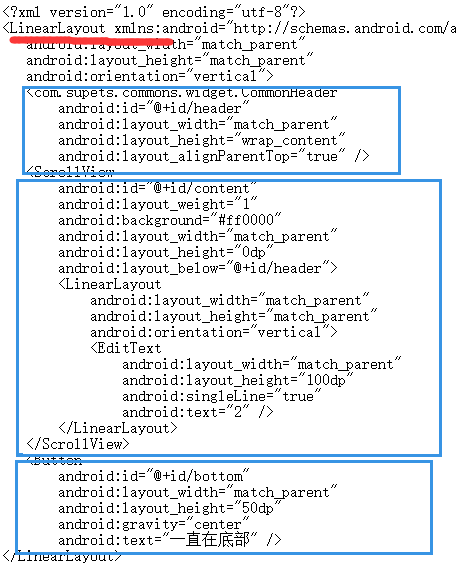 <?xml version="1.0" encoding="utf-8"?>
<LinearLayout xmlns:android="http://schemas.android.com/a
android:layout_width="match_parent"
android:layout_height="match_parent"
android:orientation="vertical">
<com.supets.commons.widget.CommonHeader
android:id="@+id/header"
android:layout_width="match_parent"
android:layout_height="wrap_content"
android:layout_alignParentTop="true" />
<ScrollView
android:id="@+id/content"
android:layout_weight="1"
android:background="#ff0000"
android:layout_width="match_parent"
android:layout_height="0dp"
android:layout_below="@+id/header">
<LinearLayout
android:layout_width="match_parent"
android:layout_height="match_parent"
android:orientation="vertical">
<EditText
android:layout_width="match_parent"
android:layout_height="100dp"
android:singleLine="true"
android:text="2" />
</LinearLayout>
</ScrollView>
<Button
android:id="@+id/bottom"
android:layout_width="match_parent"
android:layout_height="50dp"
android:gravity="center"
android:text="一直在底部" />
</LinearLayout>